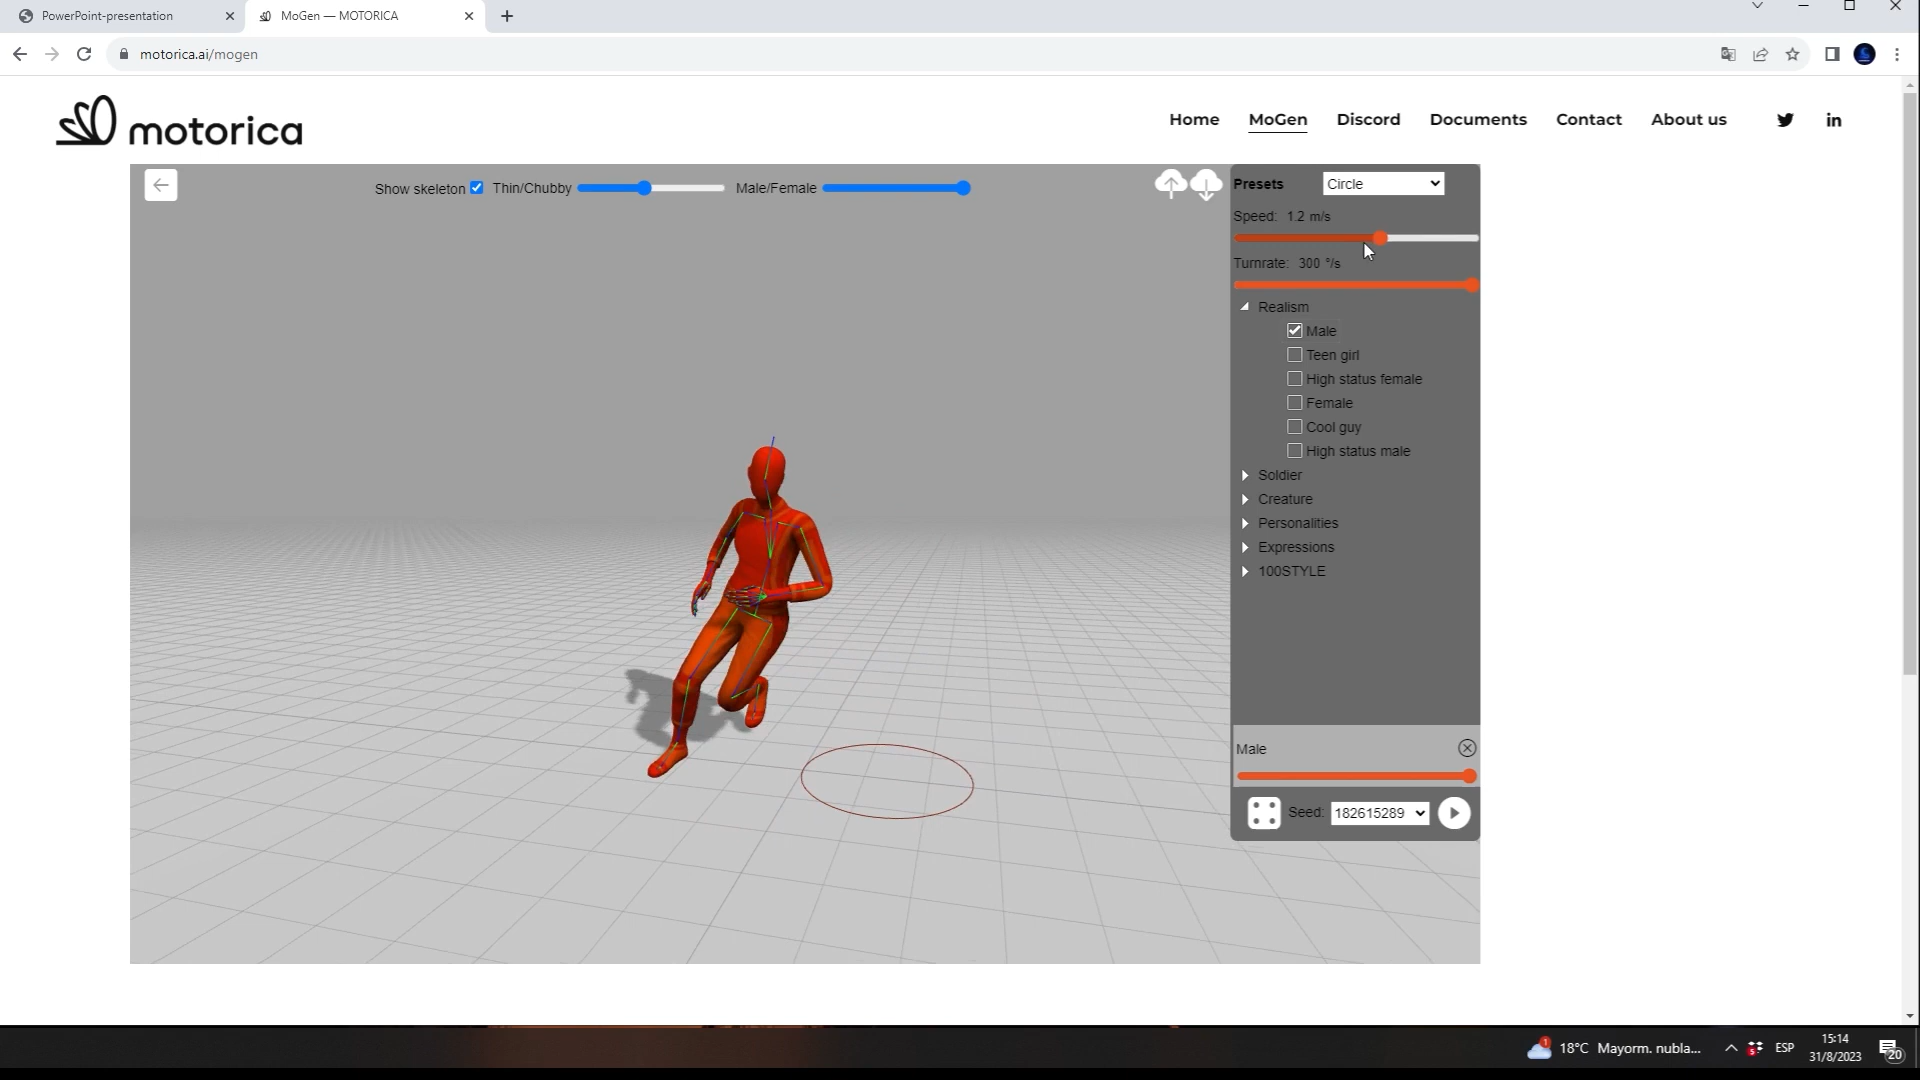 PowerPoint-presentation
MoGen — MOTORICA
motorica.ai/mogen
motorica
Home MoGen Discord Documents Contact About us
Show skeleton Thin/Chubby Male/Female
Presets Circle
Speed: 1.2 m/s
Turnrate: 300 °/s
Realism
Male
Teen girl
High status female
Female
Cool guy
High status male
Soldier
Creature
Personalities
Expressions
100STYLE
Male
Seed: 182615289
1 18°C Mayorm. nubla... ESP 15:14
31/8/2023
20